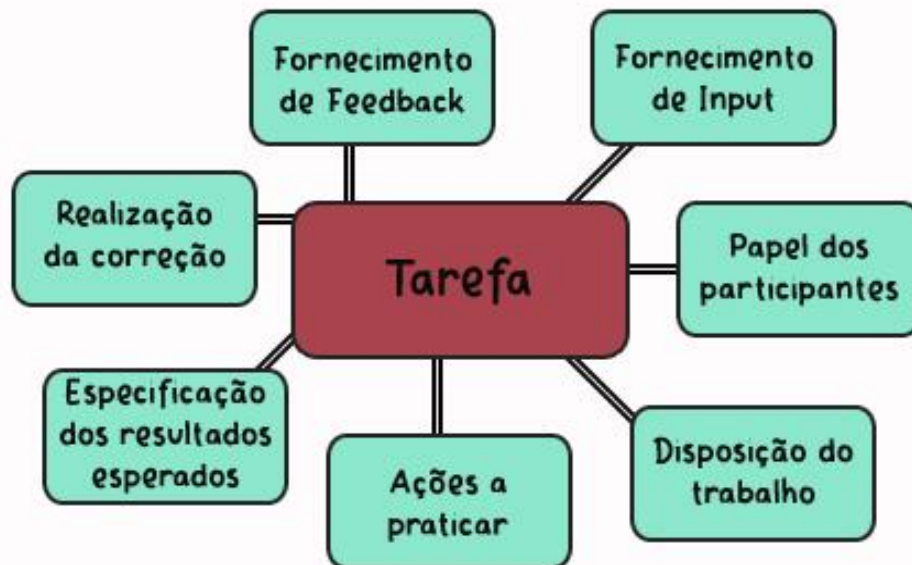 Fornecimento
de Feedback
Fornecimento
de Input
Realização
da correção
Tarefa
Papel dos
participantes
Especificação
dos resultados
esperados
Ações a
praticar
Disposição do
trabalho